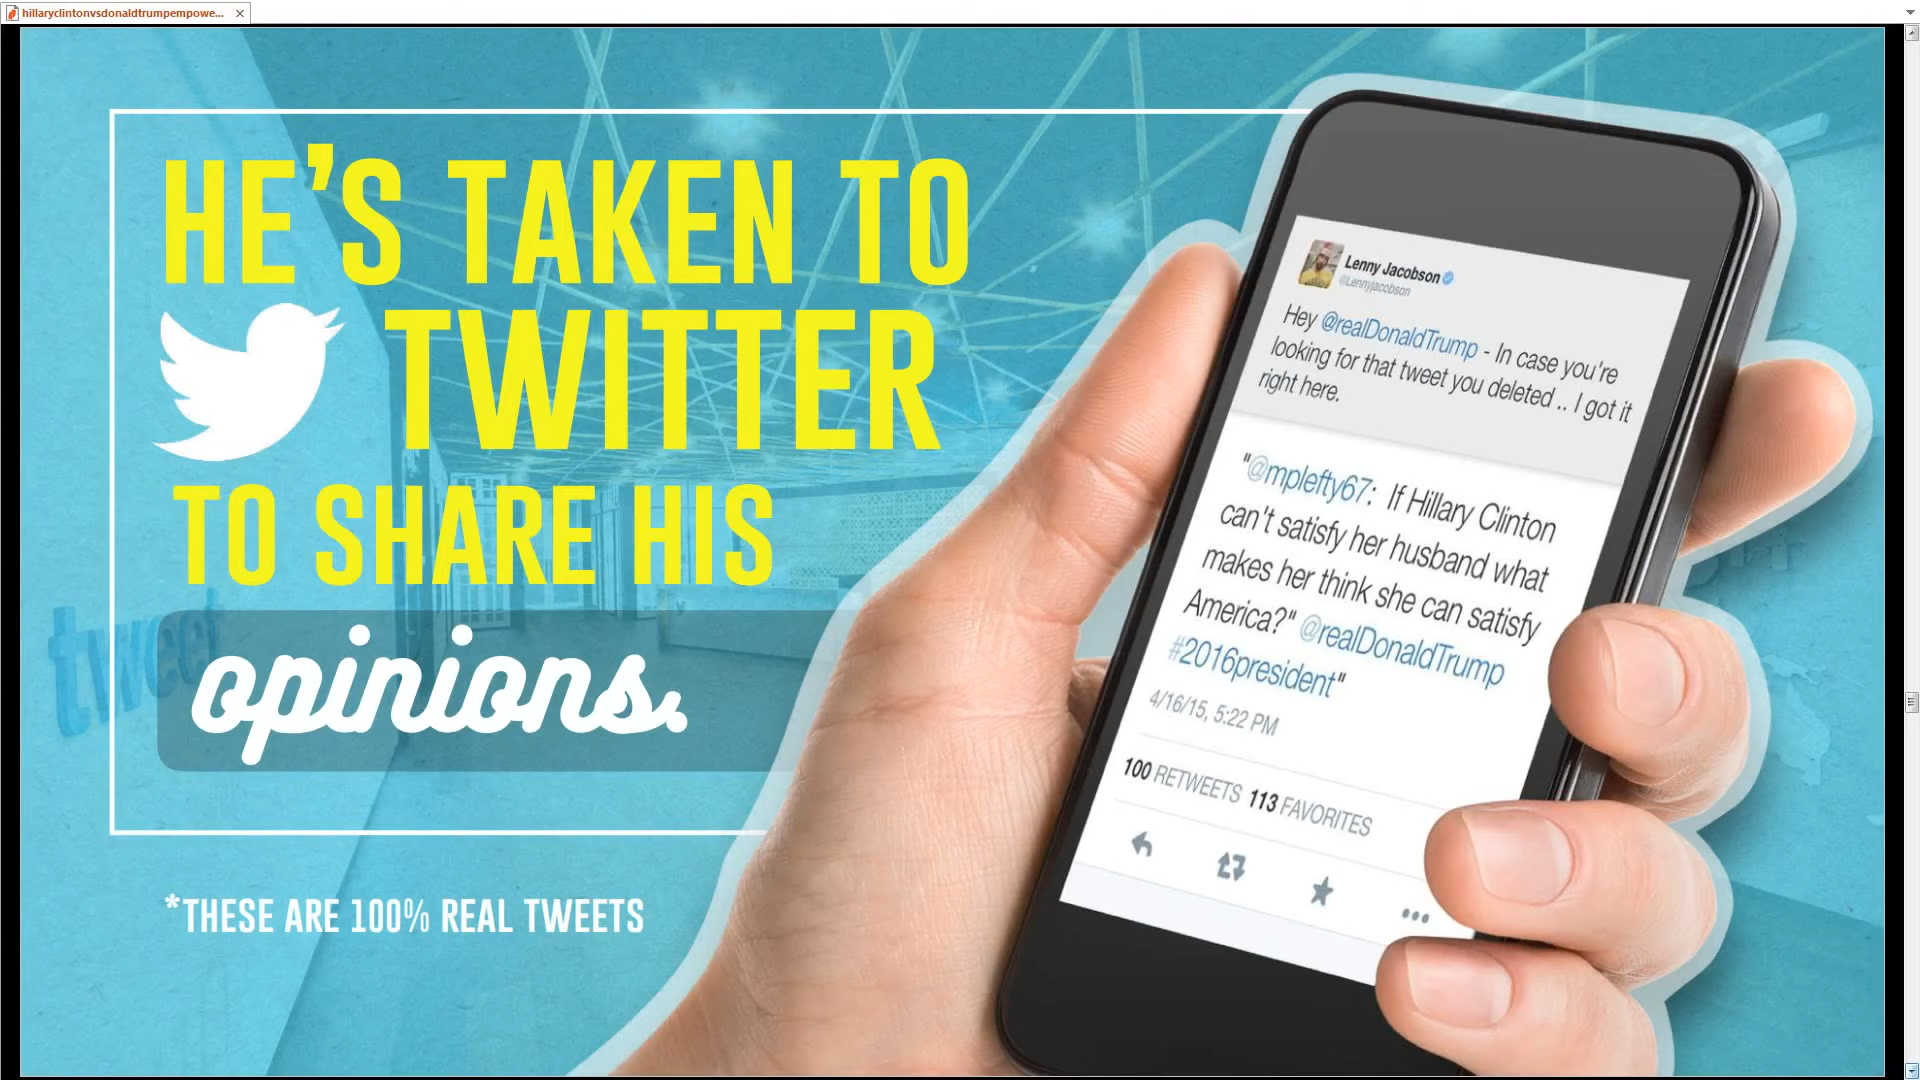 hillaryclintonvsdonaldtrumpempowe...
HE'S TAKEN TO
TWITTER
TO SHARE HIS
opinions.
*THESE ARE 100% REAL TWEETS
tweet
Lenny Jacobson
@Lennyjacobson
Hey @realDonaldTrump - In case you're
looking for that tweet you deleted .. I got it
right here.
"@mplefty67: If Hillary Clinton
can't satisfy her husband what
makes her think she can satisfy
America?" @realDonaldTrump
#2016president"
4/16/15, 5:22 PM
100 RETWEETS 113 FAVORITES